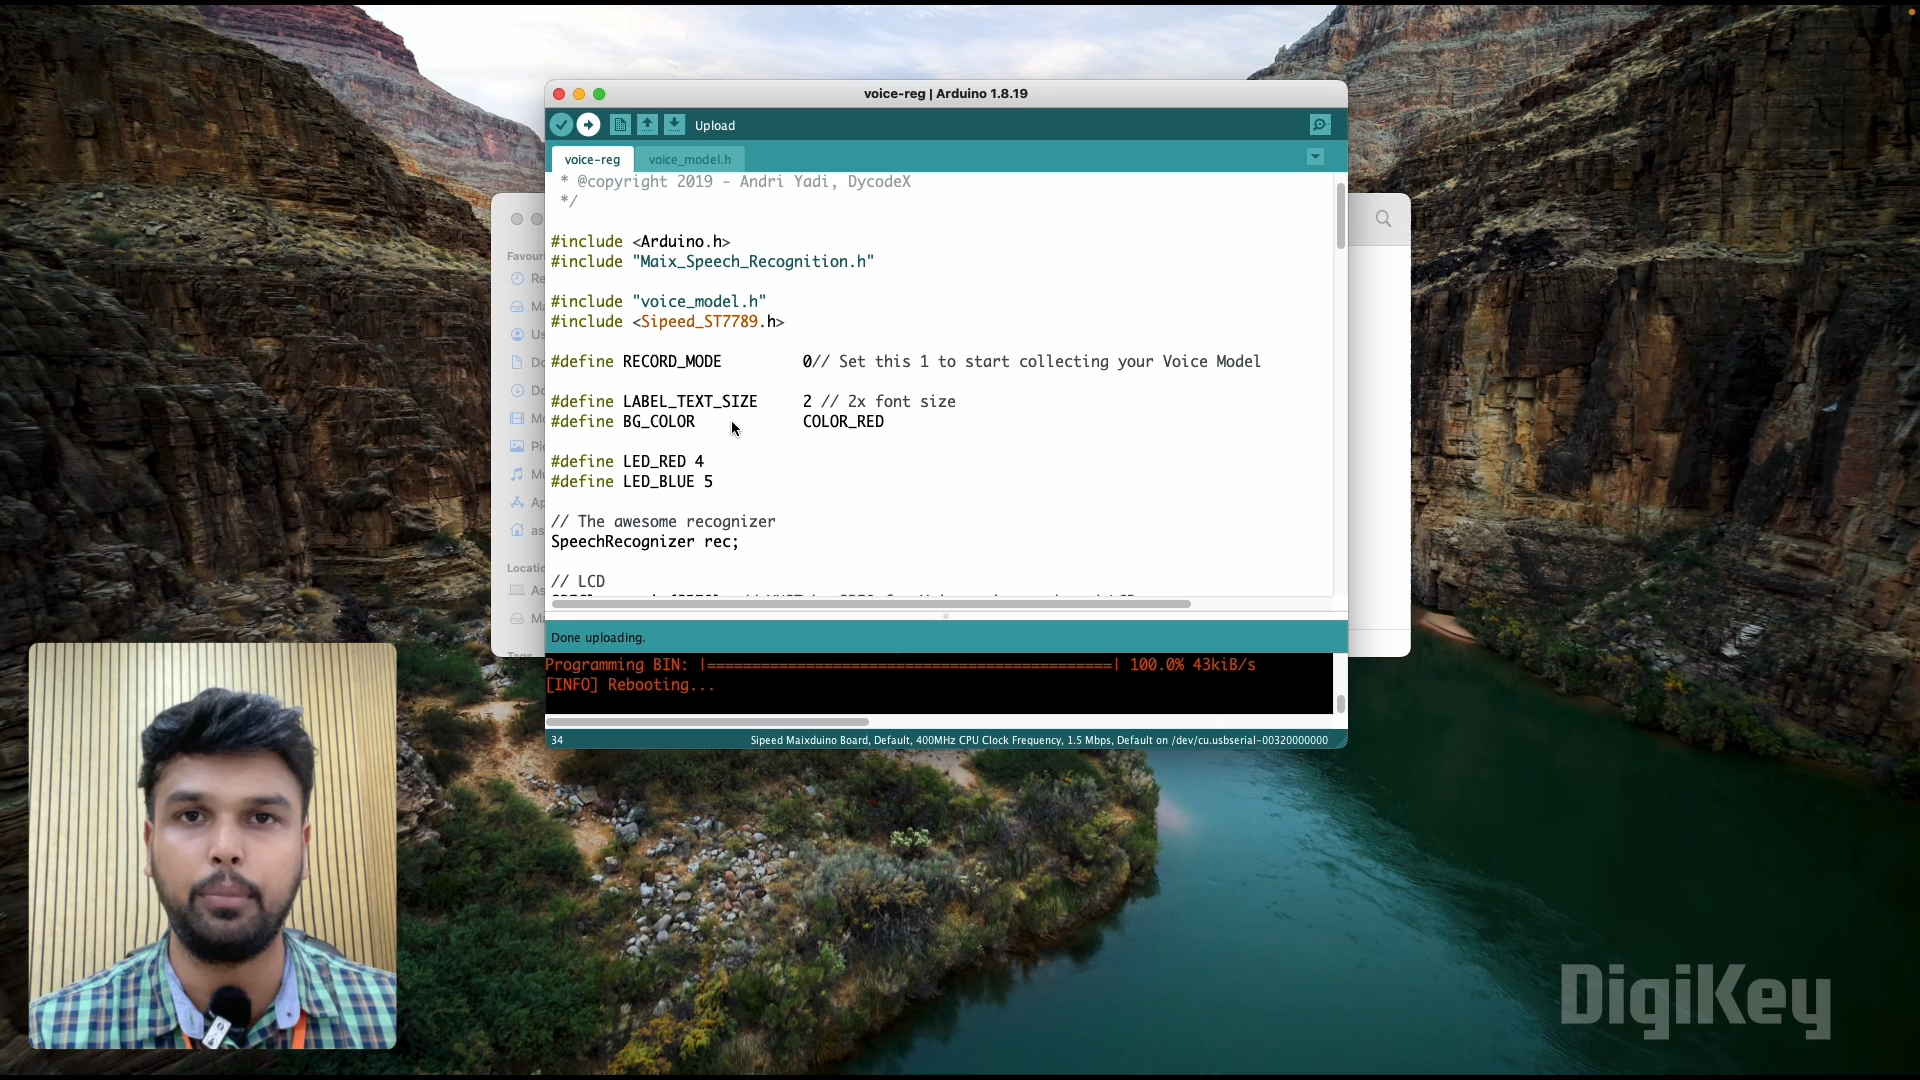 voice-reg | Arduino 1.8.19
Upload
voice-reg
voice_model.h
* @copyright 2019 - Andri Yadi, DycodeX
*/
#include <Arduino.h>
#include "Maix_Speech_Recognition.h"
#include "voice_model.h"
#include <Sipeed_ST7789.h>
#define RECORD_MODE 0// Set this 1 to start collecting your Voice Model
#define LABEL_TEXT_SIZE 2 // 2x font size
#define BG_COLOR COLOR_RED
#define LED_RED 4
#define LED_BLUE 5
// The awesome recognizer
SpeechRecognizer rec;
// LCD
Done uploading.
Programming BIN: |=============================================| 100.0% 43kiB/s
[INFO] Rebooting...
34
Sipeed Maixduino Board, Default, 400MHz CPU Clock Frequency, 1.5 Mbps, Default on /dev/cu.usbserial-00320000000
DigiKey